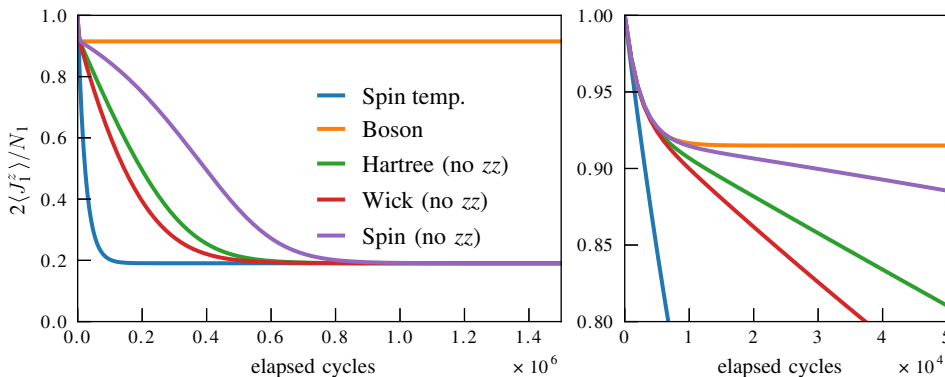 2⟨J₁ᶻ⟩/N₁
1.0
0.8
0.6
0.4
0.2
0.0
Spin temp.
Boson
Hartree (no zz)
Wick (no zz)
Spin (no zz)
0.0 0.2 0.4 0.6 0.8 1.0 1.2 1.4
elapsed cycles
× 10⁶
1.00
0.95
0.90
0.85
0.80
0 1 2 3 4 5
elapsed cycles
× 10⁴